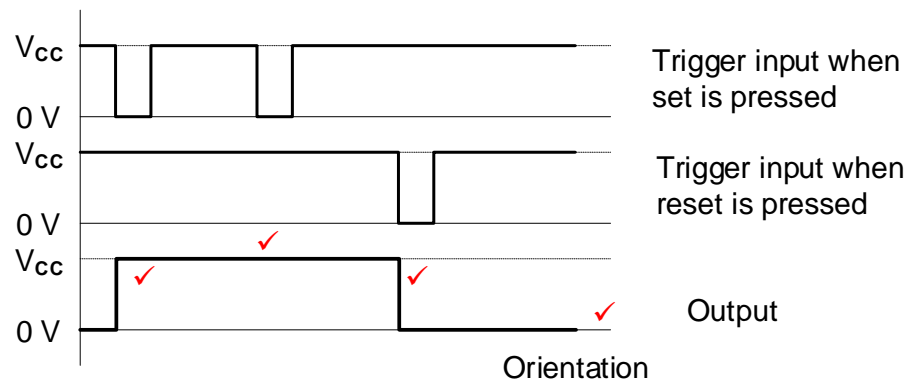 Vcc
Trigger input when
set is pressed
0 V
Vcc
Trigger input when
reset is pressed
0 V
Vcc
Output
0 V
Orientation